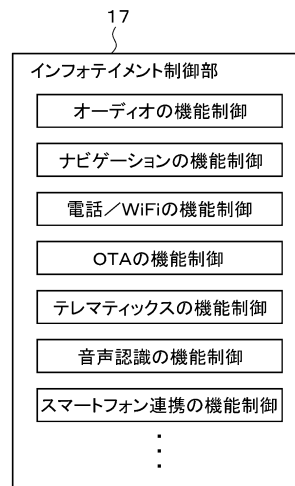 17
インフォテイメント制御部
オーディオの機能制御
ナビゲーションの機能制御
電話／WiFiの機能制御
OTAの機能制御
テレマティックスの機能制御
音声認識の機能制御
スマートフォン連携の機能制御